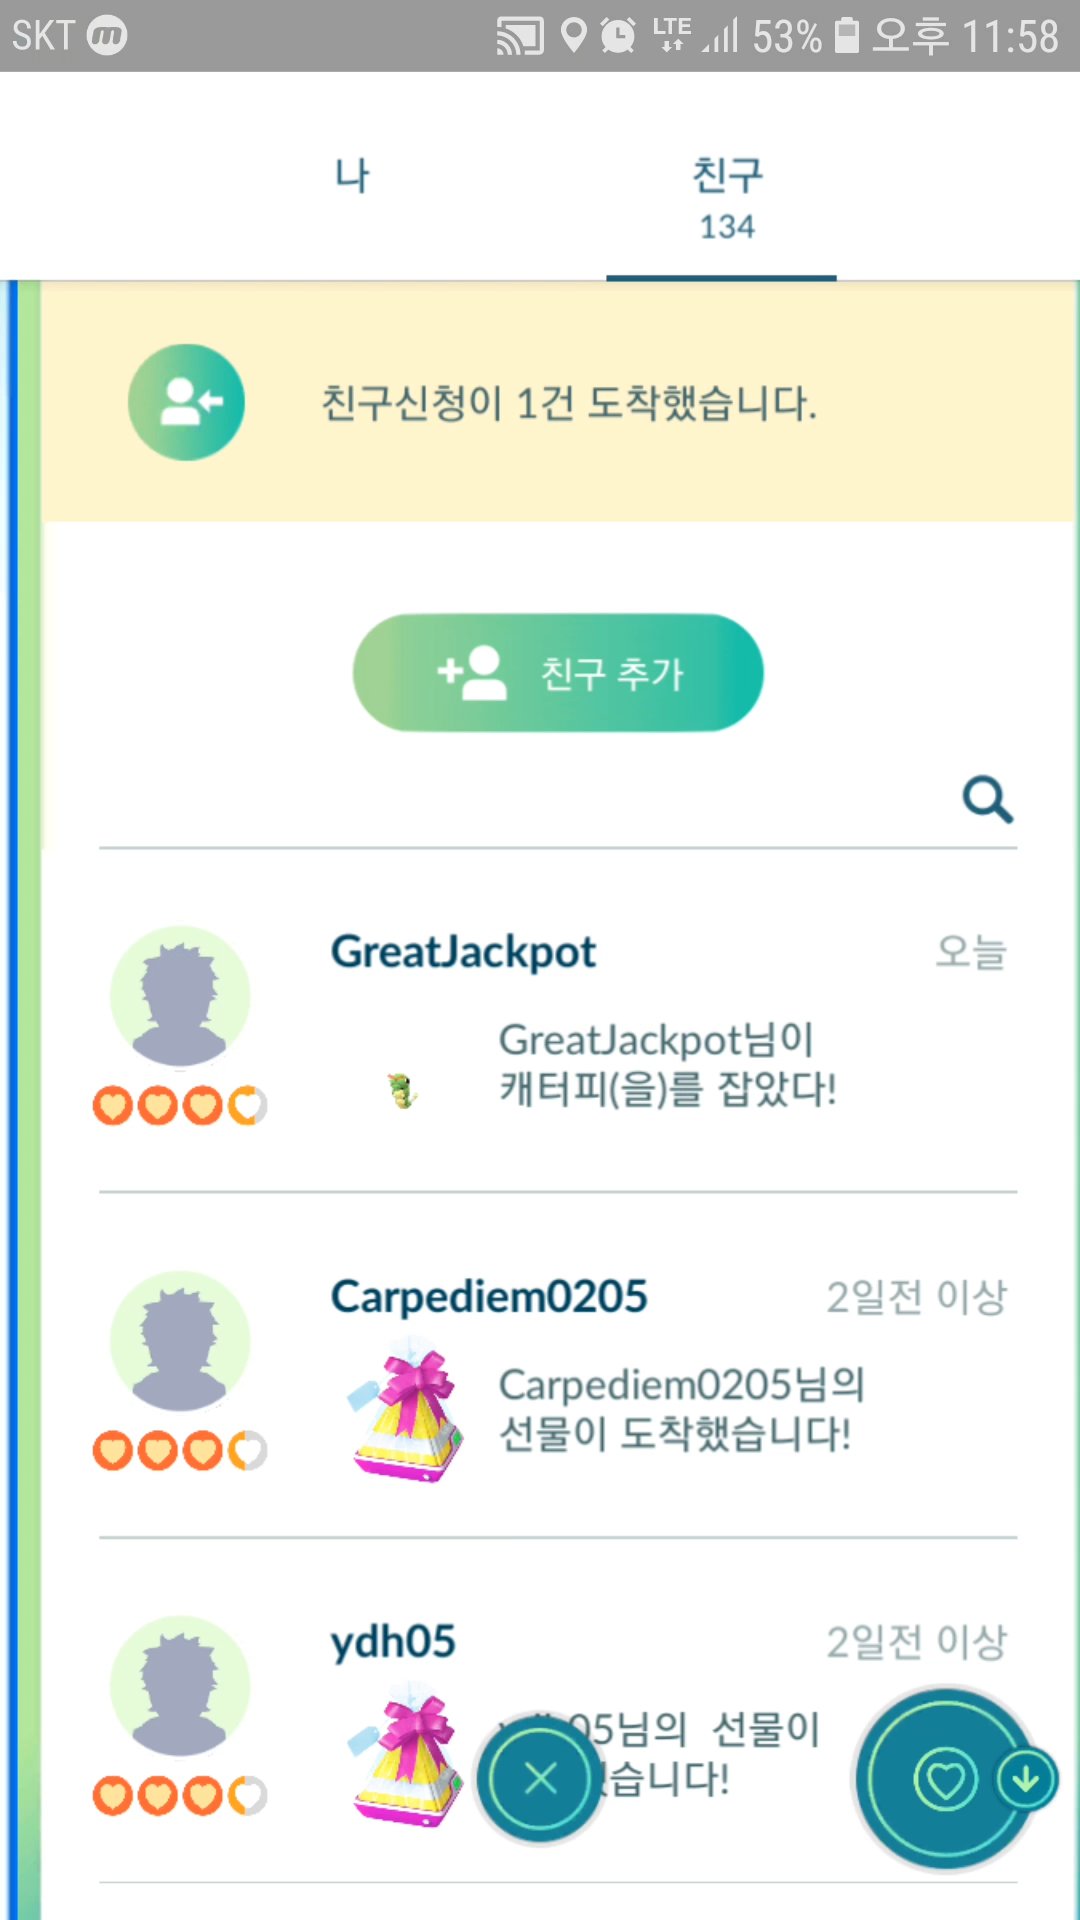 SKT m LTE 53% 오후 11:58
나 친구
134
친구신청이 1건 도착했습니다.
친구 추가
GreatJackpot 오늘
GreatJackpot님이
캐터피(을)를 잡았다!
Carpediem0205 2일전 이상
Carpediem0205님의
선물이 도착했습니다!
ydh05 2일전 이상
05님의 선물이
습니다!